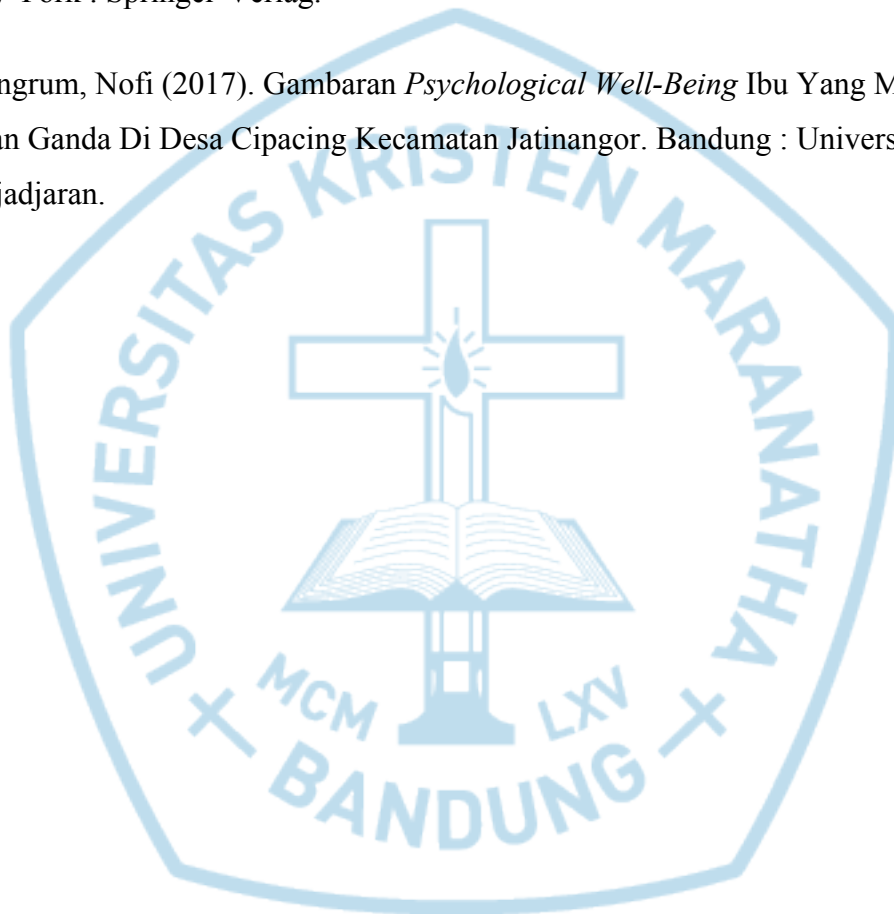 York : Springer-Verlag.
ngrum, Nofi (2017). Gambaran Psychological Well-Being Ibu Yang M
an Ganda Di Desa Cipacing Kecamatan Jatinangor. Bandung : Univers
jadjaran.
UNIVERSITAS KRISTEN MARANATHA
MCM LXV
BANDUNG